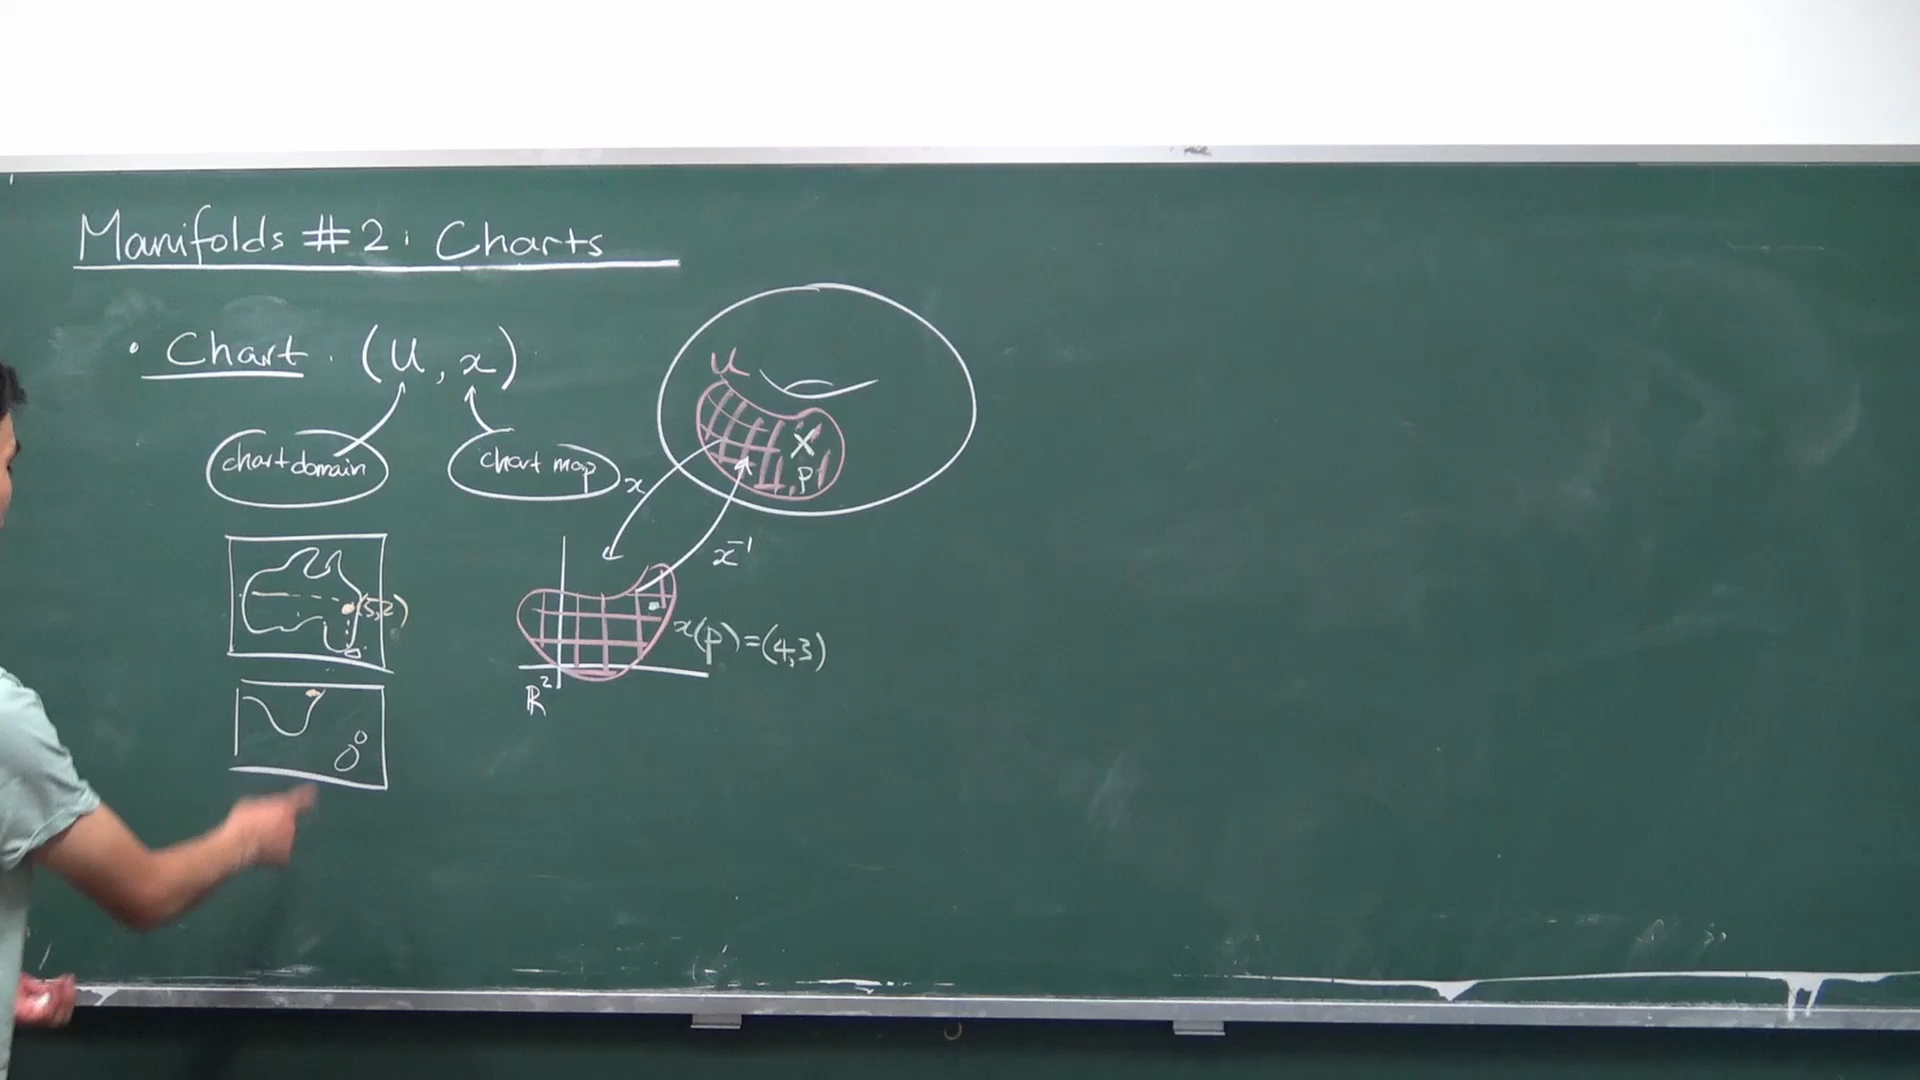 Manifolds #2: Charts
• Chart. (U, x)
chart domain
chart map
U
X
p
x
x⁻¹
(5,2)
x(p)=(4,3)
ℝ²